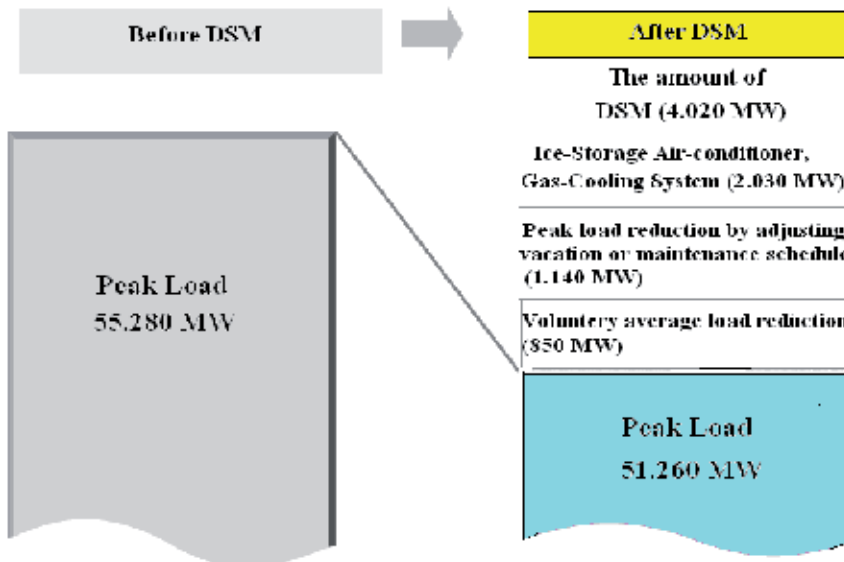 Before DSM
After DSM
The amount of
DSM (4.020 MW)
Ice-Storage Air-conditioner,
Gas-Cooling System (2.030 MW)
Peak load reduction by adjusting
vacation or maintenance schedule
(1.140 MW)
Voluntery average load reduction
(850 MW)
Peak Load
55.280 MW
Peak Load
51.260 MW